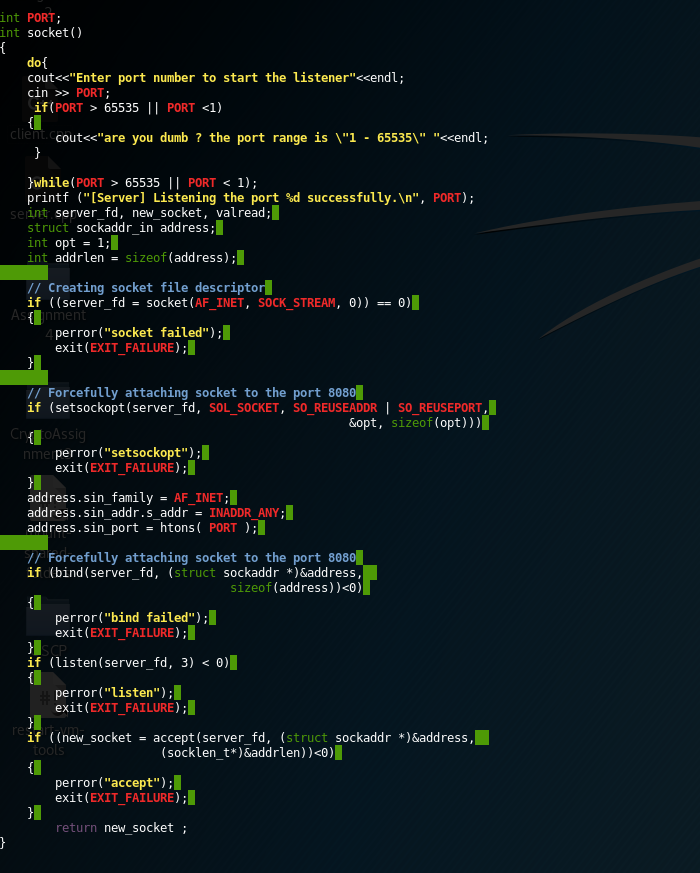 int PORT;
int socket()
{
    do{
    cout<<"Enter port number to start the listener"<<endl;
    cin >> PORT;
     if(PORT > 65535 || PORT <1)
    {
        cout<<"are you dumb ? the port range is \"1 - 65535\" "<<endl;
     }

    }while(PORT > 65535 || PORT < 1);
    printf ("[Server] Listening the port %d successfully.\n", PORT);
    int server_fd, new_socket, valread;
    struct sockaddr_in address;
    int opt = 1;
    int addrlen = sizeof(address);

    // Creating socket file descriptor
    if ((server_fd = socket(AF_INET, SOCK_STREAM, 0)) == 0)
    {
        perror("socket failed");
        exit(EXIT_FAILURE);
    }

    // Forcefully attaching socket to the port 8080
    if (setsockopt(server_fd, SOL_SOCKET, SO_REUSEADDR | SO_REUSEPORT,
                                                  &opt, sizeof(opt)))
    {
        perror("setsockopt");
        exit(EXIT_FAILURE);
    }
    address.sin_family = AF_INET;
    address.sin_addr.s_addr = INADDR_ANY;
    address.sin_port = htons( PORT );

    // Forcefully attaching socket to the port 8080
    if (bind(server_fd, (struct sockaddr *)&address,
                                 sizeof(address))<0)
    {
        perror("bind failed");
        exit(EXIT_FAILURE);
    }
    if (listen(server_fd, 3) < 0)
    {
        perror("listen");
        exit(EXIT_FAILURE);
    }
    if ((new_socket = accept(server_fd, (struct sockaddr *)&address,
                       (socklen_t*)&addrlen))<0)
    {
        perror("accept");
        exit(EXIT_FAILURE);
    }
        return new_socket ;
}